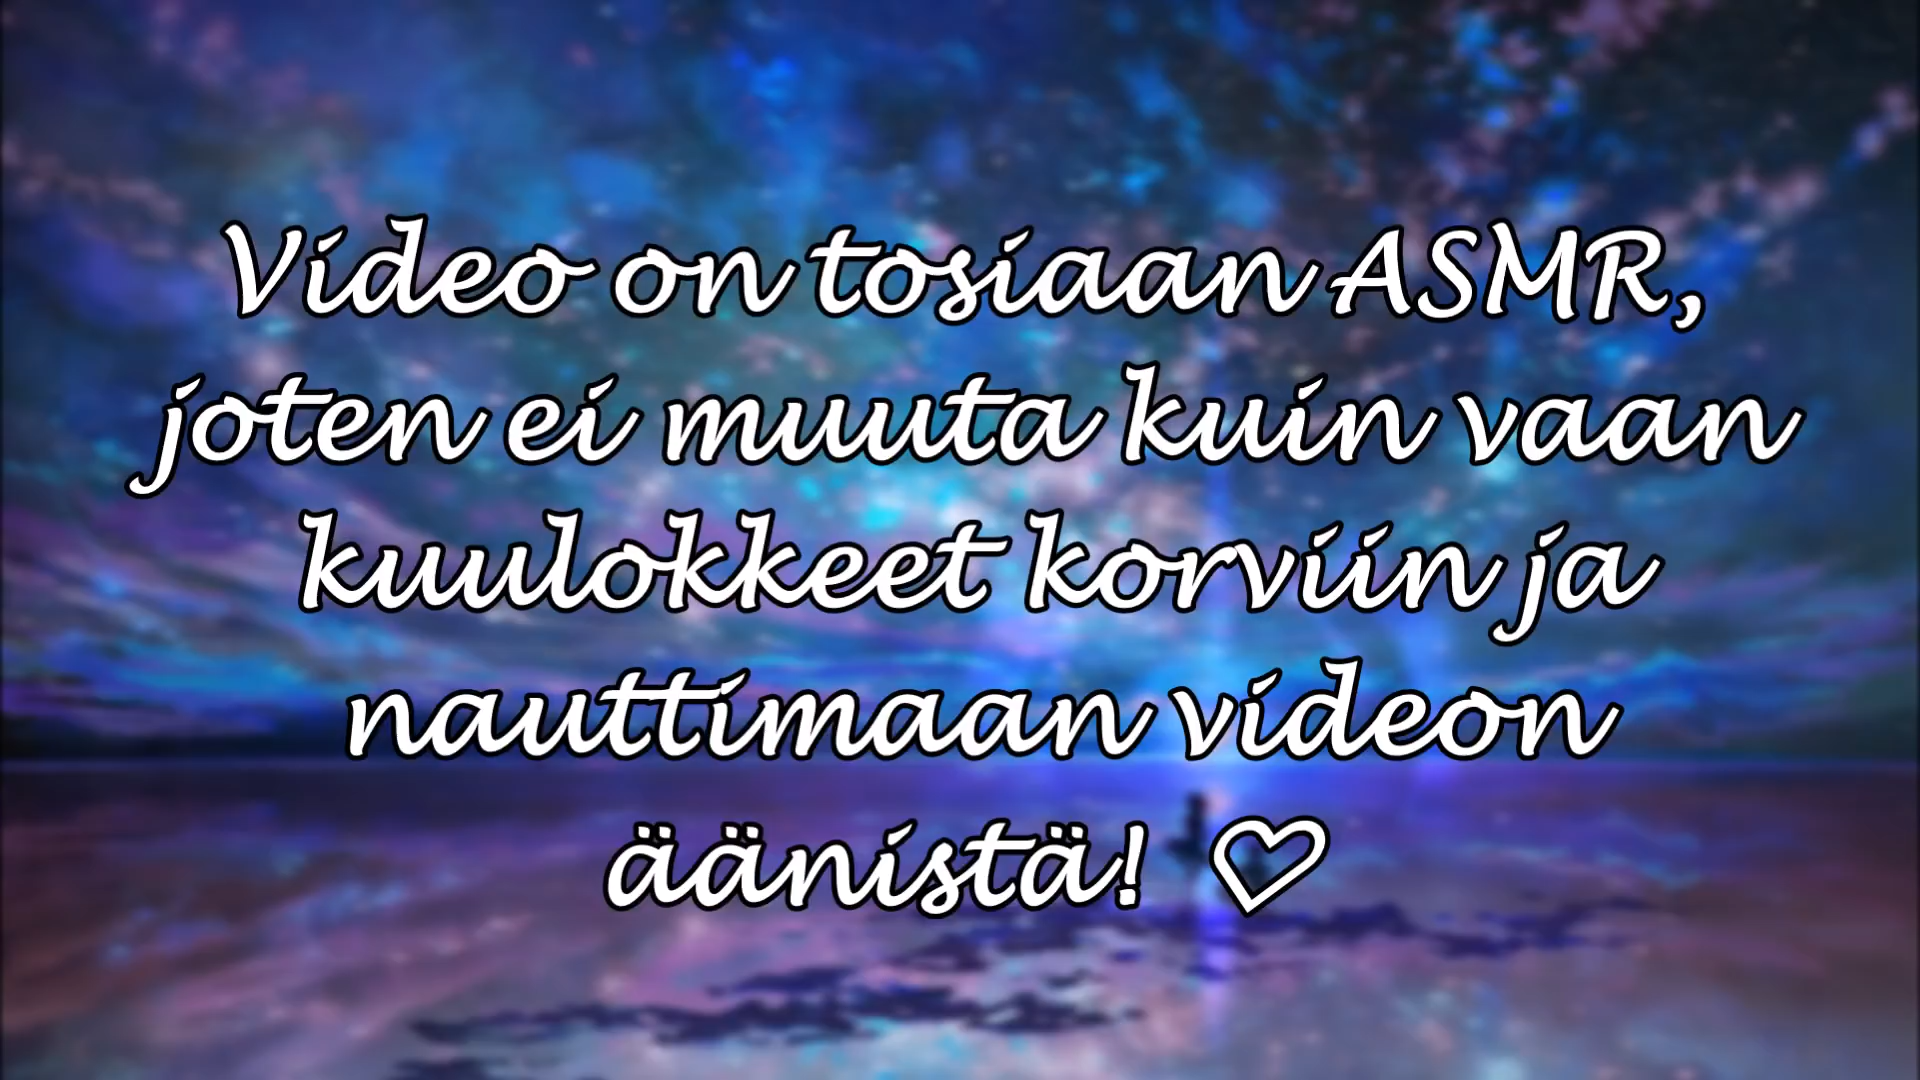 Video on tosiaan ASMR,
joten ei muuta kuin vaan
kuulokkeet korviin ja
nauttimaan videon
äänistä! ♡